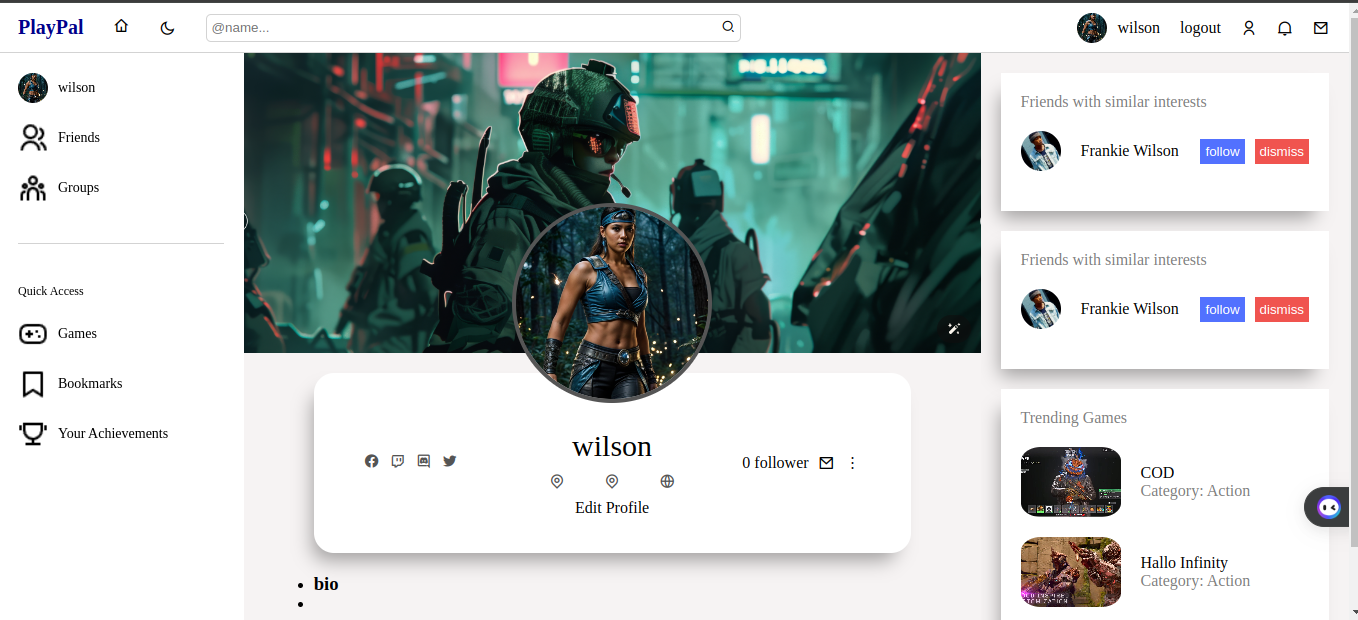 PlayPal
@name...
wilson
logout
wilson
Friends
Groups
Quick Access
Games
Bookmarks
Your Achievements
wilson
0 follower
Edit Profile
bio
Friends with similar interests
Frankie Wilson
follow
dismiss
Friends with similar interests
Frankie Wilson
follow
dismiss
Trending Games
COD
Category: Action
Hallo Infinity
Category: Action